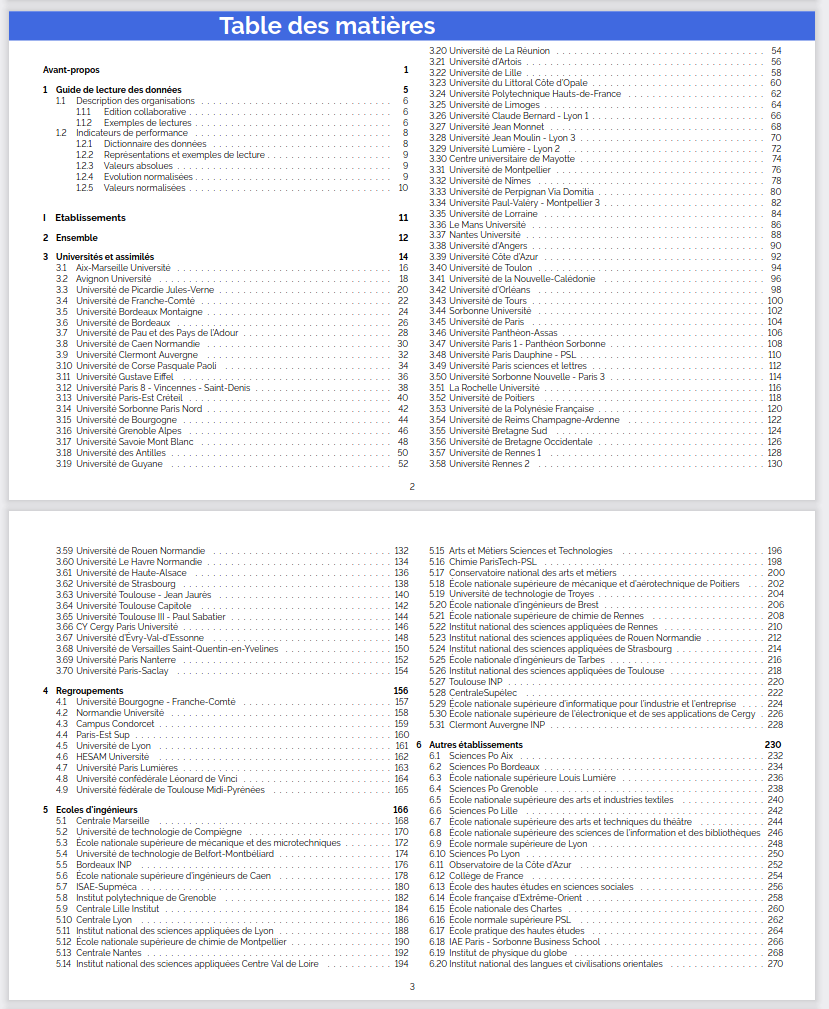 Table des matières
Avant-propos 1
1 Guide de lecture des données 5
1.1 Description des organisations 6
1.1.1 Edition collaborative 6
1.1.2 Exemples de lectures 6
1.2 Indicateurs de performance 8
1.2.1 Dictionnaire des données 8
1.2.2 Représentations et exemples de lecture 9
1.2.3 Valeurs absolues 9
1.2.4 Evolution normalisées 9
1.2.5 Valeurs normalisées 10
I Etablissements 11
2 Ensemble 12
3 Universités et assimilés 14
3.1 Aix-Marseille Université 16
3.2 Avignon Université 18
3.3 Université de Picardie Jules-Verne 20
3.4 Université de Franche-Comté 22
3.5 Université Bordeaux Montaigne 24
3.6 Université de Bordeaux 26
3.7 Université de Pau et des Pays de l'Adour 28
3.8 Université de Caen Normandie 30
3.9 Université Clermont Auvergne 32
3.10 Université de Corse Pasquale Paoli 34
3.11 Université Gustave Eiffel 36
3.12 Université Paris 8 - Vincennes - Saint-Denis 38
3.13 Université Paris-Est Créteil 40
3.14 Université Sorbonne Paris Nord 42
3.15 Université de Bourgogne 44
3.16 Université Grenoble Alpes 46
3.17 Université Savoie Mont Blanc 48
3.18 Université des Antilles 50
3.19 Université de Guyane 52
3.20 Université de La Réunion 54
3.21 Université d'Artois 56
3.22 Université de Lille 58
3.23 Université du Littoral Côte d'Opale 60
3.24 Université Polytechnique Hauts-de-France 62
3.25 Université de Limoges 64
3.26 Université Claude Bernard - Lyon 1 66
3.27 Université Jean Monnet 68
3.28 Université Jean Moulin - Lyon 3 70
3.29 Université Lumière - Lyon 2 72
3.30 Centre universitaire de Mayotte 74
3.31 Université de Montpellier 76
3.32 Université de Nîmes 78
3.33 Université de Perpignan Via Domitia 80
3.34 Université Paul-Valéry - Montpellier 3 82
3.35 Université de Lorraine 84
3.36 Le Mans Université 86
3.37 Nantes Université 88
3.38 Université d'Angers 90
3.39 Université Côte d'Azur 92
3.40 Université de Toulon 94
3.41 Université de la Nouvelle-Calédonie 96
3.42 Université d'Orléans 98
3.43 Université de Tours 100
3.44 Sorbonne Université 102
3.45 Université de Paris 104
3.46 Université Panthéon-Assas 106
3.47 Université Paris 1 - Panthéon Sorbonne 108
3.48 Université Paris Dauphine - PSL 110
3.49 Université Paris sciences et lettres 112
3.50 Université Sorbonne Nouvelle - Paris 3 114
3.51 La Rochelle Université 116
3.52 Université de Poitiers 118
3.53 Université de la Polynésie Française 120
3.54 Université de Reims Champagne-Ardenne 122
3.55 Université Bretagne Sud 124
3.56 Université de Bretagne Occidentale 126
3.57 Université de Rennes 1 128
3.58 Université Rennes 2 130
2
3.59 Université de Rouen Normandie 132
3.60 Université Le Havre Normandie 134
3.61 Université de Haute-Alsace 136
3.62 Université de Strasbourg 138
3.63 Université Toulouse - Jean Jaurès 140
3.64 Université Toulouse Capitole 142
3.65 Université Toulouse III - Paul Sabatier 144
3.66 CY Cergy Paris Université 146
3.67 Université d'Évry-Val-d'Essonne 148
3.68 Université de Versailles Saint-Quentin-en-Yvelines 150
3.69 Université Paris Nanterre 152
3.70 Université Paris-Saclay 154
4 Regroupements 156
4.1 Université Bourgogne - Franche-Comté 157
4.2 Normandie Université 158
4.3 Campus Condorcet 159
4.4 Paris-Est Sup 160
4.5 Université de Lyon 161
4.6 HESAM Université 162
4.7 Université Paris Lumières 163
4.8 Université confédérale Léonard de Vinci 164
4.9 Université fédérale de Toulouse Midi-Pyrénées 165
5 Ecoles d'ingénieurs 166
5.1 Centrale Marseille 168
5.2 Université de technologie de Compiègne 170
5.3 École nationale supérieure de mécanique et des microtechniques 172
5.4 Université de technologie de Belfort-Montbéliard 174
5.5 Bordeaux INP 176
5.6 École nationale supérieure d'ingénieurs de Caen 178
5.7 ISAE-Supméca 180
5.8 Institut polytechnique de Grenoble 182
5.9 Centrale Lille Institut 184
5.10 Centrale Lyon 186
5.11 Institut national des sciences appliquées de Lyon 188
5.12 École nationale supérieure de chimie de Montpellier 190
5.13 Centrale Nantes 192
5.14 Institut national des sciences appliquées Centre Val de Loire 194
5.15 Arts et Métiers Sciences et Technologies 196
5.16 Chimie ParisTech-PSL 198
5.17 Conservatoire national des arts et métiers 200
5.18 École nationale supérieure de mécanique et d'aérotechnique de Poitiers 202
5.19 Université de technologie de Troyes 204
5.20 École nationale d'ingénieurs de Brest 206
5.21 École nationale supérieure de chimie de Rennes 208
5.22 Institut national des sciences appliquées de Rennes 210
5.23 Institut national des sciences appliquées de Rouen Normandie 212
5.24 Institut national des sciences appliquées de Strasbourg 214
5.25 École nationale d'ingénieurs de Tarbes 216
5.26 Institut national des sciences appliquées de Toulouse 218
5.27 Toulouse INP 220
5.28 CentraleSupélec 222
5.29 École nationale supérieure d'informatique pour l'industrie et l'entreprise 224
5.30 École nationale supérieure de l'électronique et de ses applications de Cergy 226
5.31 Clermont Auvergne INP 228
6 Autres établissements 230
6.1 Sciences Po Aix 232
6.2 Sciences Po Bordeaux 234
6.3 École nationale supérieure Louis Lumière 236
6.4 Sciences Po Grenoble 238
6.5 École nationale supérieure des arts et industries textiles 240
6.6 Sciences Po Lille 242
6.7 École nationale supérieure des arts et techniques du théâtre 244
6.8 École nationale supérieure des sciences de l'information et des bibliothèques 246
6.9 École normale supérieure de Lyon 248
6.10 Sciences Po Lyon 250
6.11 Observatoire de la Côte d'Azur 252
6.12 Collège de France 254
6.13 École des hautes études en sciences sociales 256
6.14 École française d'Extrême-Orient 258
6.15 École nationale des Chartes 260
6.16 École normale supérieure PSL 262
6.17 École pratique des hautes études 264
6.18 IAE Paris - Sorbonne Business School 266
6.19 Institut de physique du globe 268
6.20 Institut national des langues et civilisations orientales 270
3